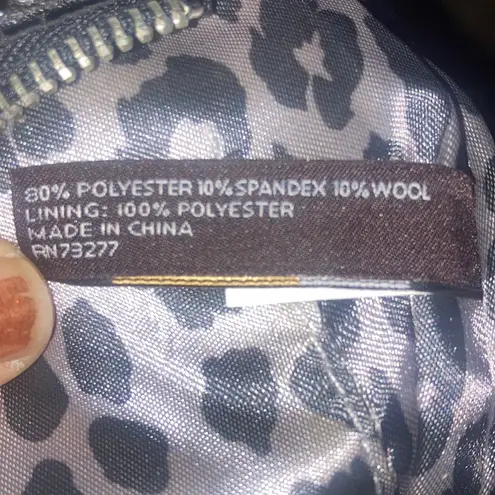 80% POLYESTER 10% SPANDEX 10% WOOL
LINING: 100% POLYESTER
MADE IN CHINA
RN73277